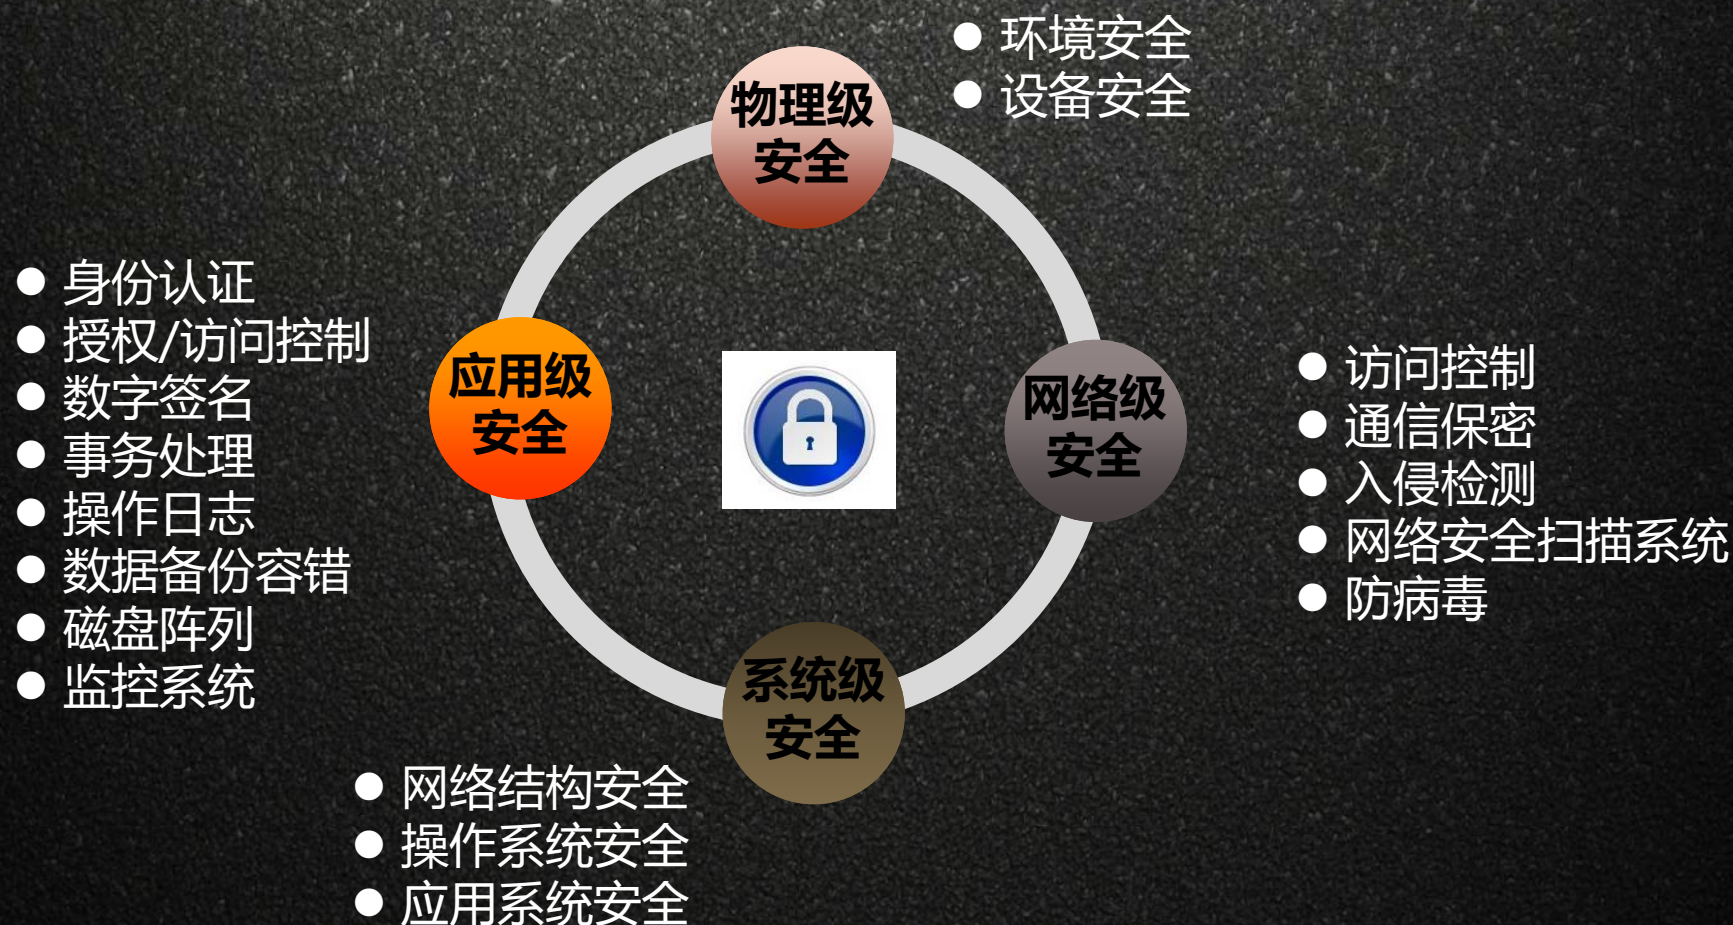 物理级
安全
环境安全
设备安全
应用级
安全
身份认证
授权/访问控制
数字签名
事务处理
操作日志
数据备份容错
磁盘阵列
监控系统
网络级
安全
访问控制
通信保密
入侵检测
网络安全扫描系统
防病毒
系统级
安全
网络结构安全
操作系统安全
应用系统安全